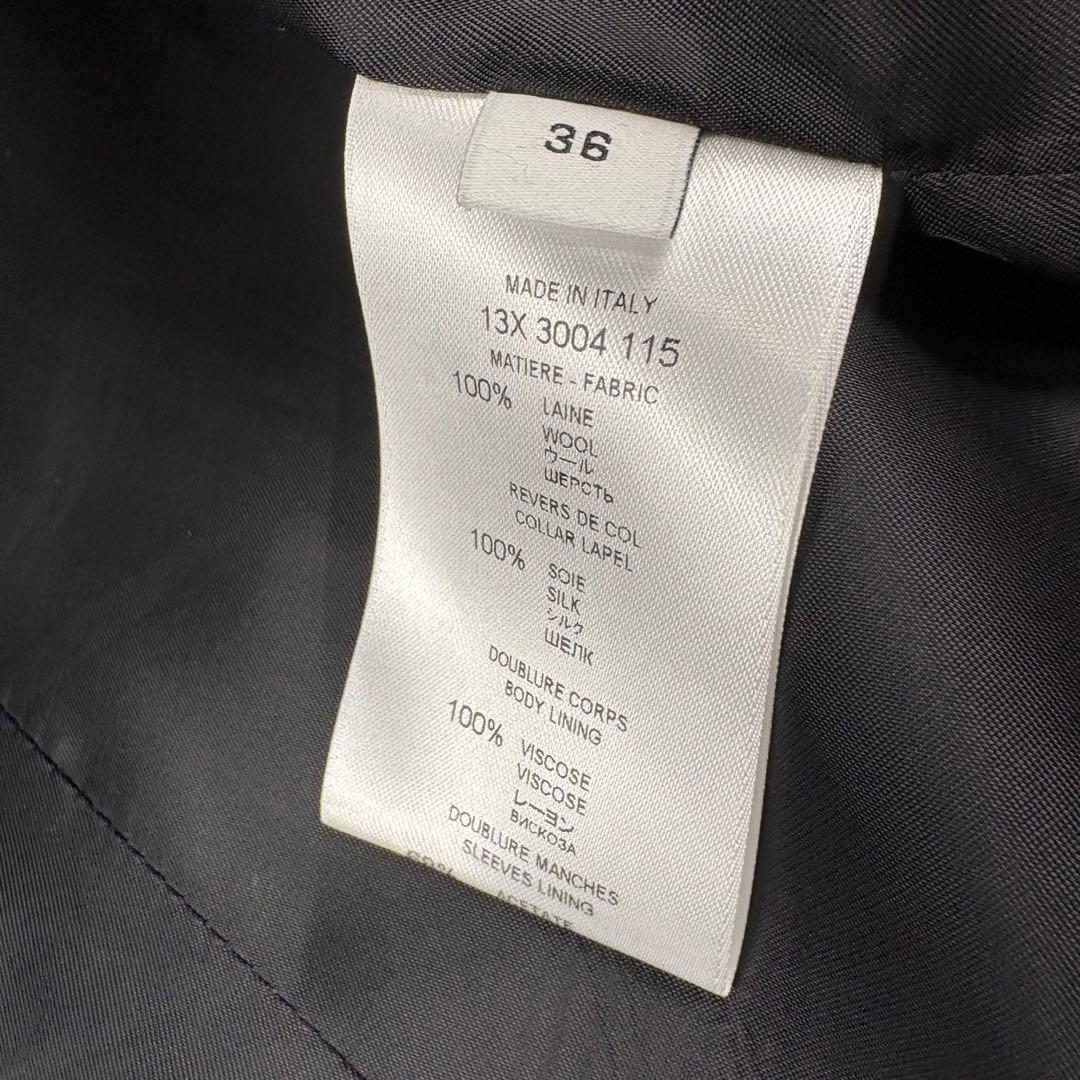 36
MADE IN ITALY
13X 3004 115
MATIERE - FABRIC
100% LAINE
WOOL
ウール
ШЕРСТЬ
REVERS DE COL
COLLAR LAPEL
100% SOIE
SILK
シルク
ШЕЛК
DOUBLURE CORPS
BODY LINING
100% VISCOSE
VISCOSE
レーヨン
ВИСКОЗА
DOUBLURE MANCHES
SLEEVES LINING
ACETATE